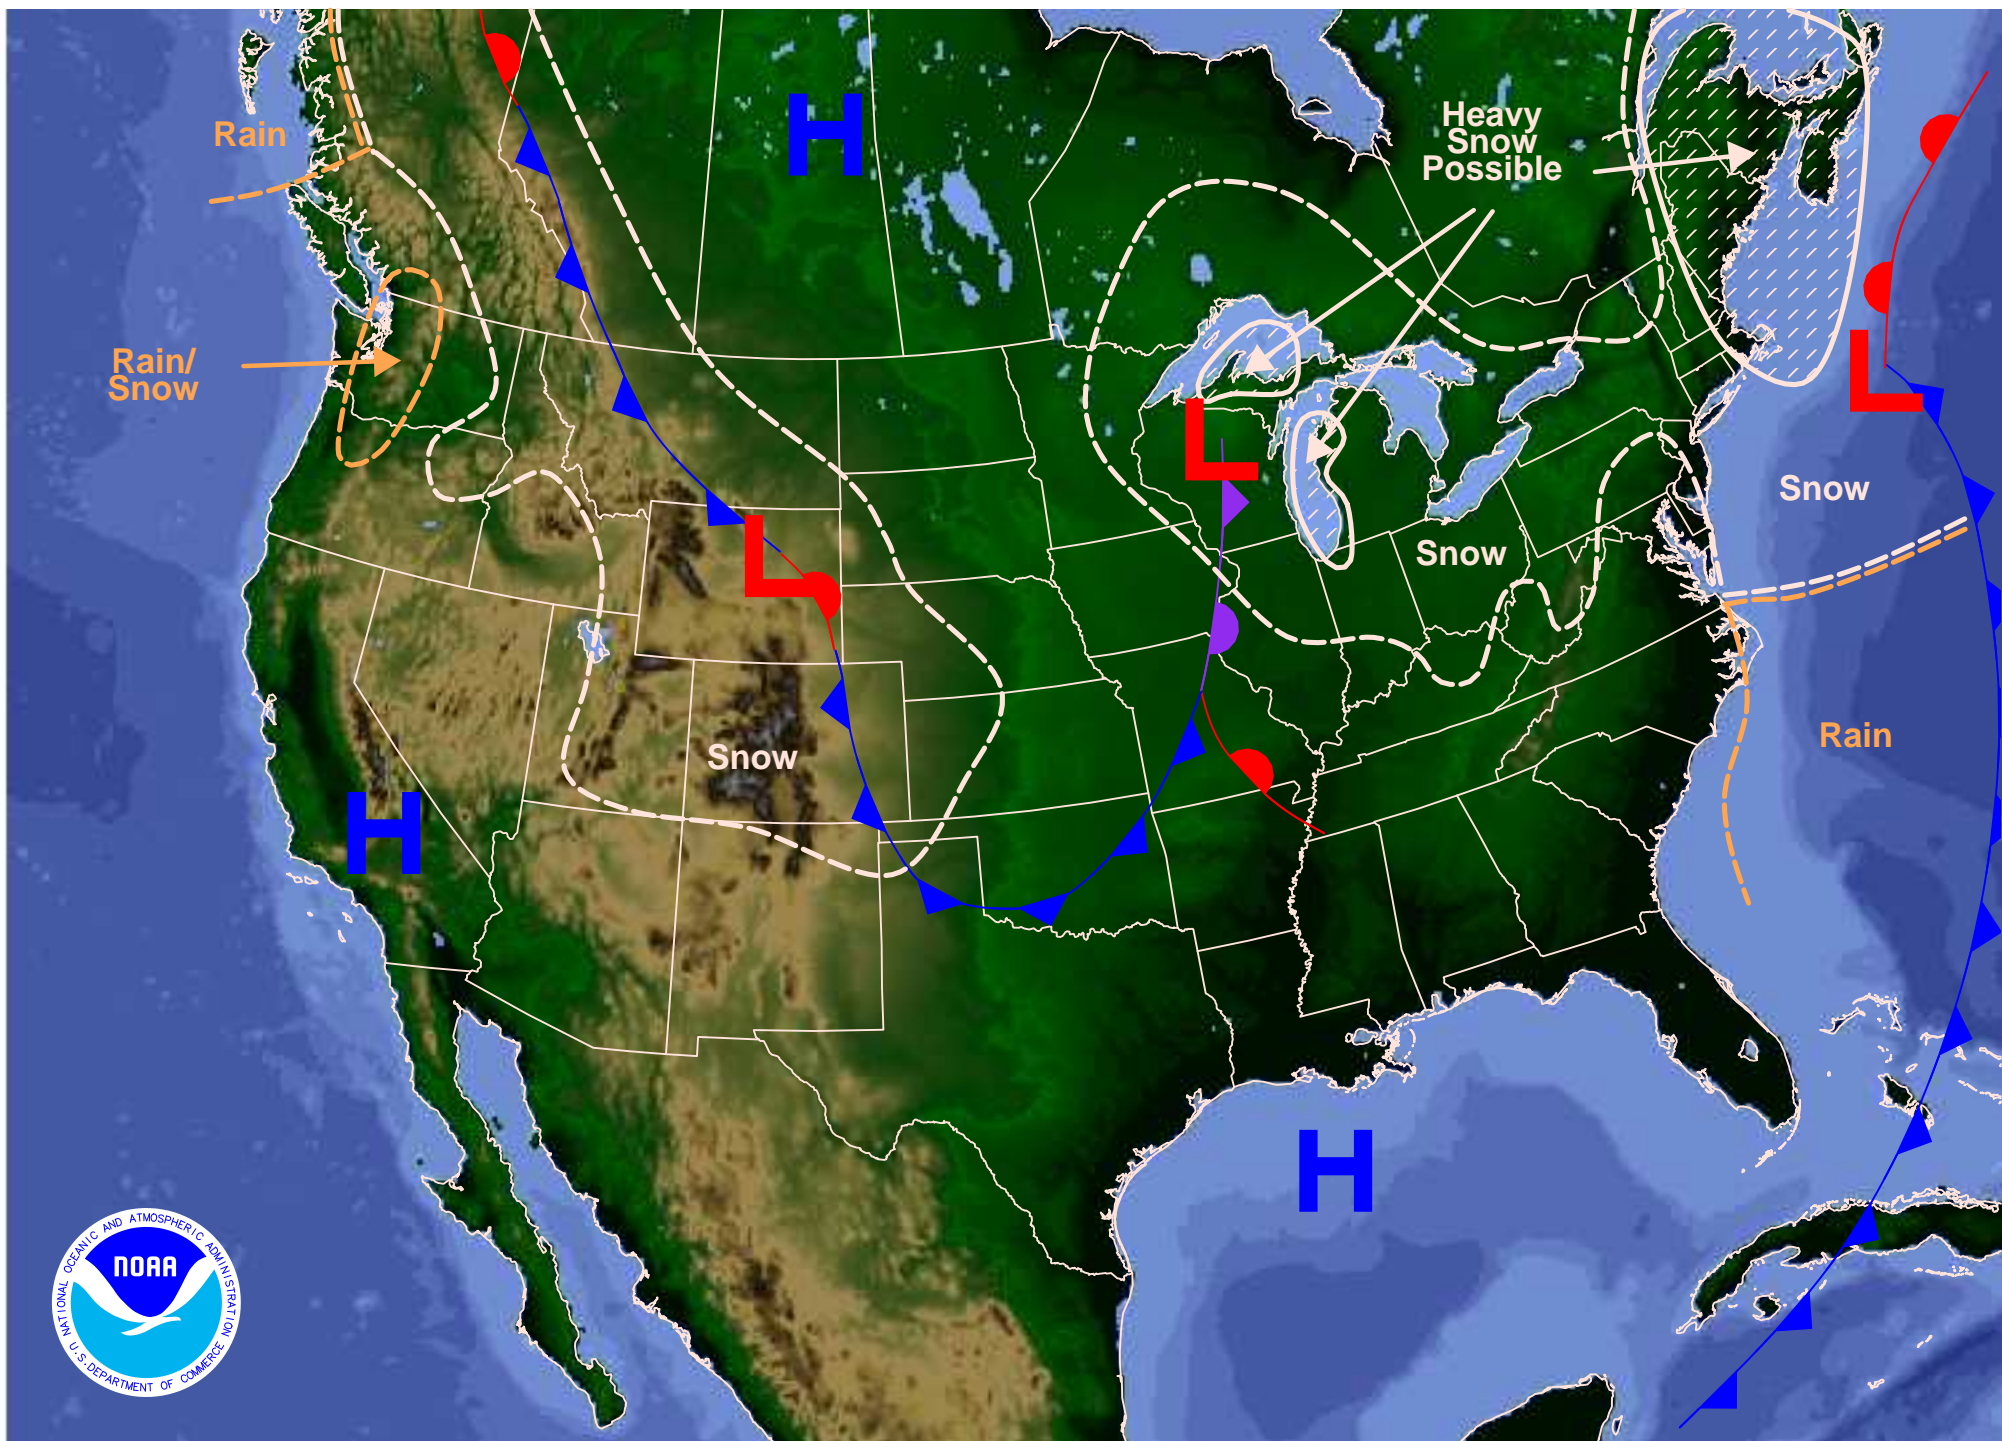 H
Heavy
Snow
Possible
Rain
Rain/
Snow
L
L
Snow
L
Snow
Rain
Snow
H
H
NATIONAL OCEANIC AND ATMOSPHERIC ADMINISTRATION
NOAA
U.S. DEPARTMENT OF COMMERCE